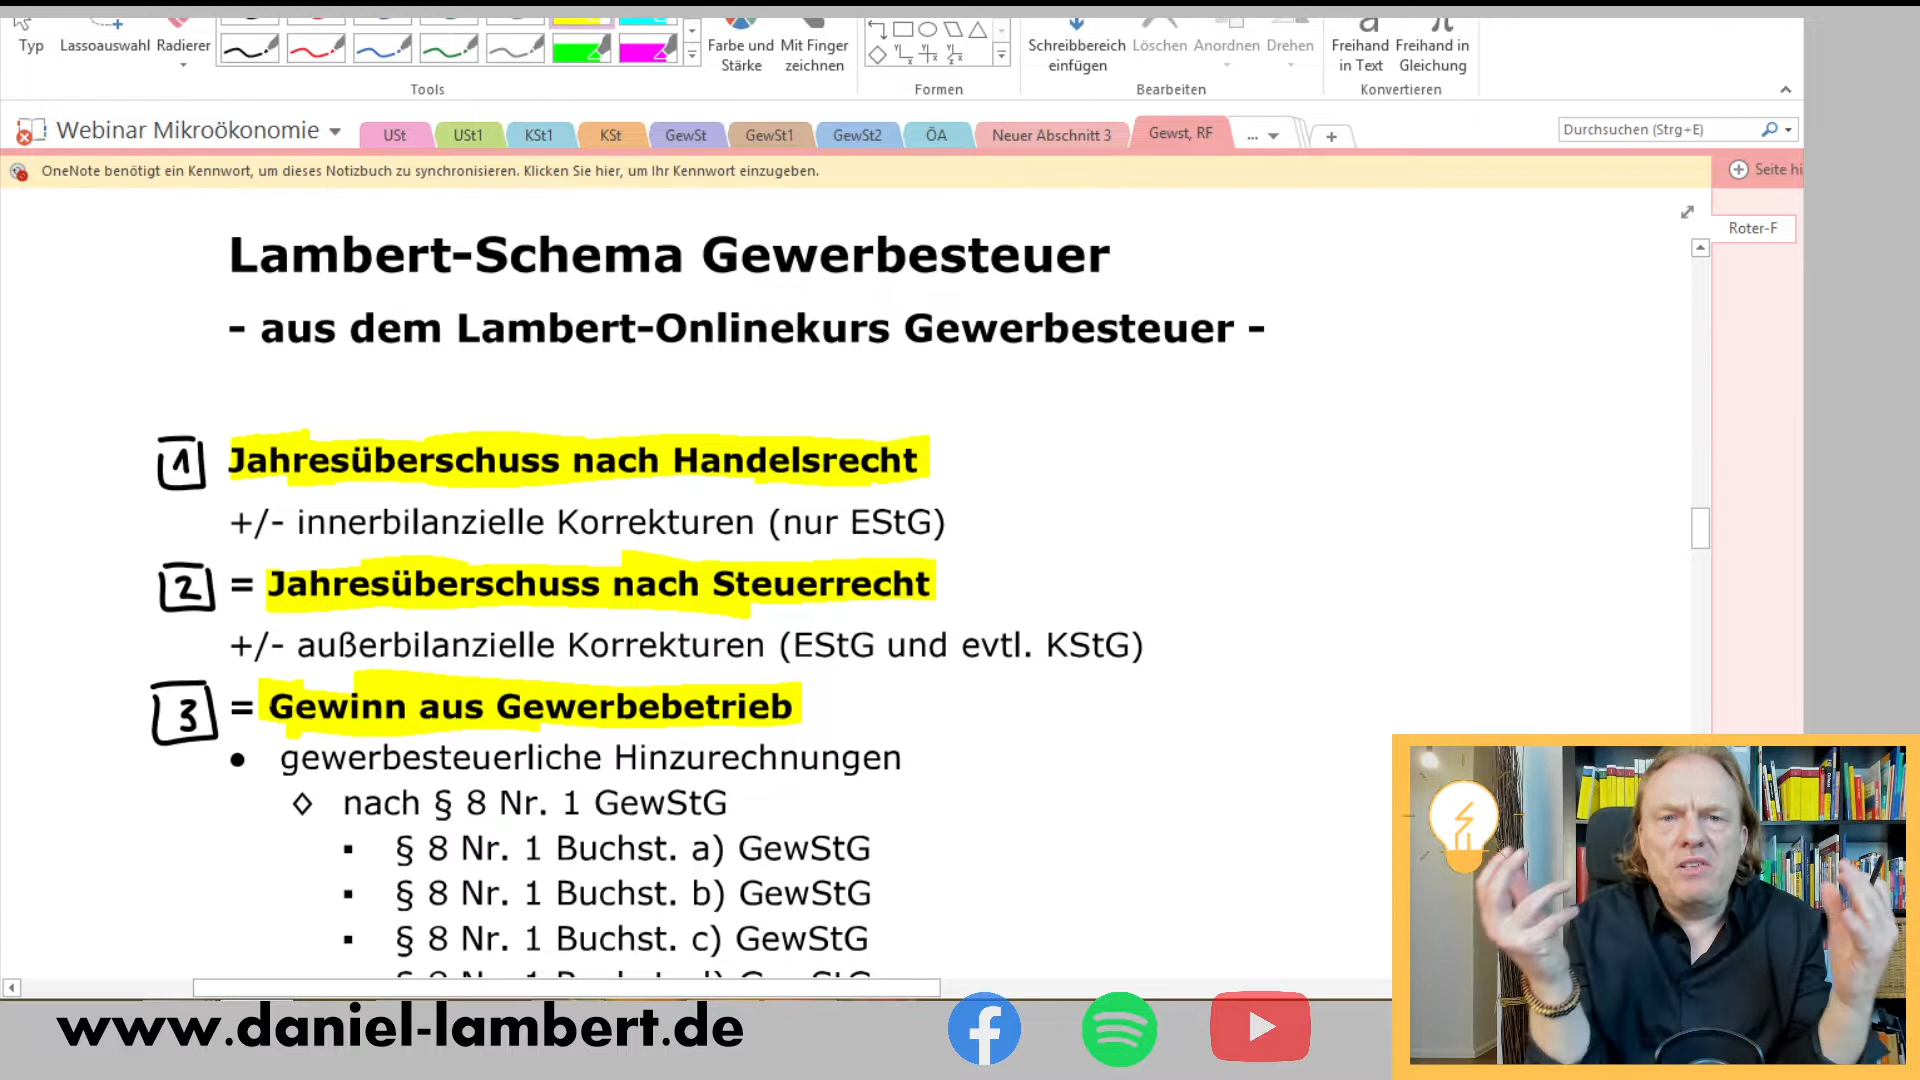 Typ
Lassoauswahl
Radierer
Farbe und
Stärke
Mit Finger
zeichnen
Schreibbereich
einfügen
Löschen
Anordnen
Drehen
Freihand
in Text
Freihand in
Gleichung
Tools
Formen
Bearbeiten
Konvertieren
Webinar Mikroökonomie
USt
USt1
KSt1
KSt
GewSt
GewSt1
GewSt2
ÖA
Neuer Abschnitt 3
Gewst, RF
...
Durchsuchen (Strg+E)
OneNote benötigt ein Kennwort, um dieses Notizbuch zu synchronisieren. Klicken Sie hier, um Ihr Kennwort einzugeben.
Seite hi
Roter-F
Lambert-Schema Gewerbesteuer
- aus dem Lambert-Onlinekurs Gewerbesteuer -
1 Jahresüberschuss nach Handelsrecht
+/- innerbilanzielle Korrekturen (nur EStG)
2 = Jahresüberschuss nach Steuerrecht
+/- außerbilanzielle Korrekturen (EStG und evtl. KStG)
3 = Gewinn aus Gewerbebetrieb
• gewerbesteuerliche Hinzurechnungen
◊ nach § 8 Nr. 1 GewStG
▪ § 8 Nr. 1 Buchst. a) GewStG
▪ § 8 Nr. 1 Buchst. b) GewStG
▪ § 8 Nr. 1 Buchst. c) GewStG
www.daniel-lambert.de